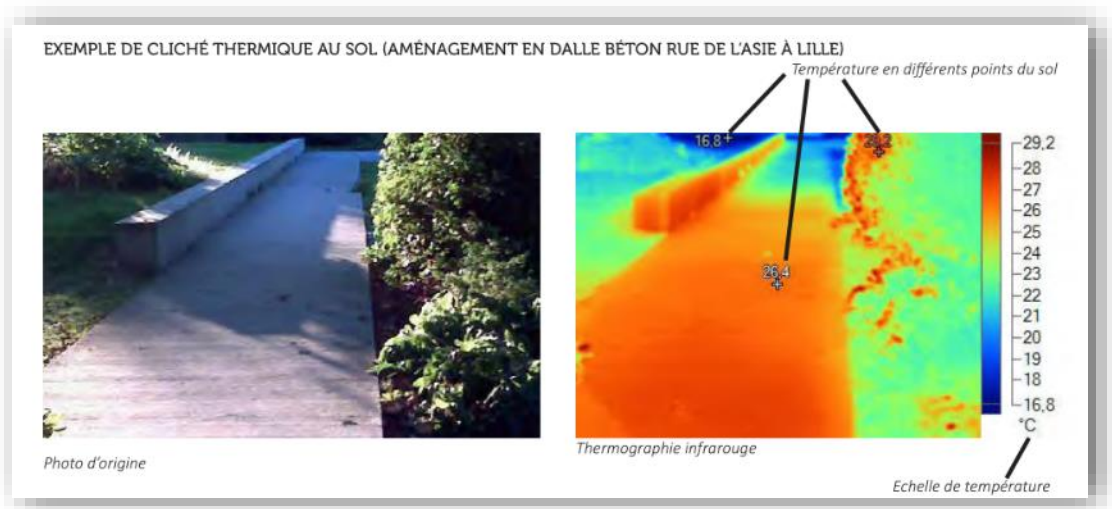 EXEMPLE DE CLICHÉ THERMIQUE AU SOL (AMÉNAGEMENT EN DALLE BÉTON RUE DE L'ASIE À LILLE)
Température en différents points du sol
16,8
29,2
26,4
29,2
28
27
26
25
24
23
22
21
20
19
18
16,8
°C
Photo d'origine
Thermographie infrarouge
Echelle de température